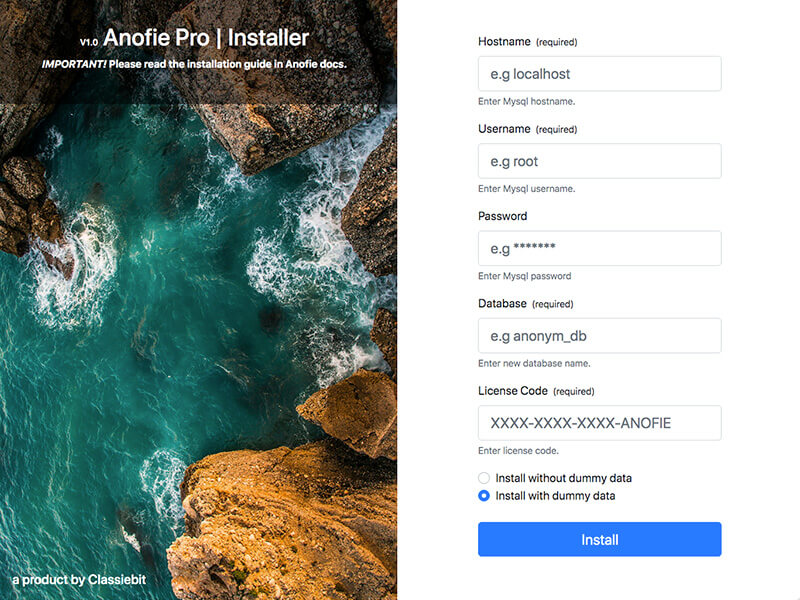 V1.0 Anofie Pro | Installer
IMPORTANT! Please read the installation guide in Anofie docs.
a product by Classiebit
Hostname (required)
e.g localhost
Enter Mysql hostname.
Username (required)
e.g root
Enter Mysql username.
Password
e.g *******
Enter Mysql password
Database (required)
e.g anonym_db
Enter new database name.
License Code (required)
XXXX-XXXX-XXXX-ANOFIE
Enter license code.
Install without dummy data
Install with dummy data
Install